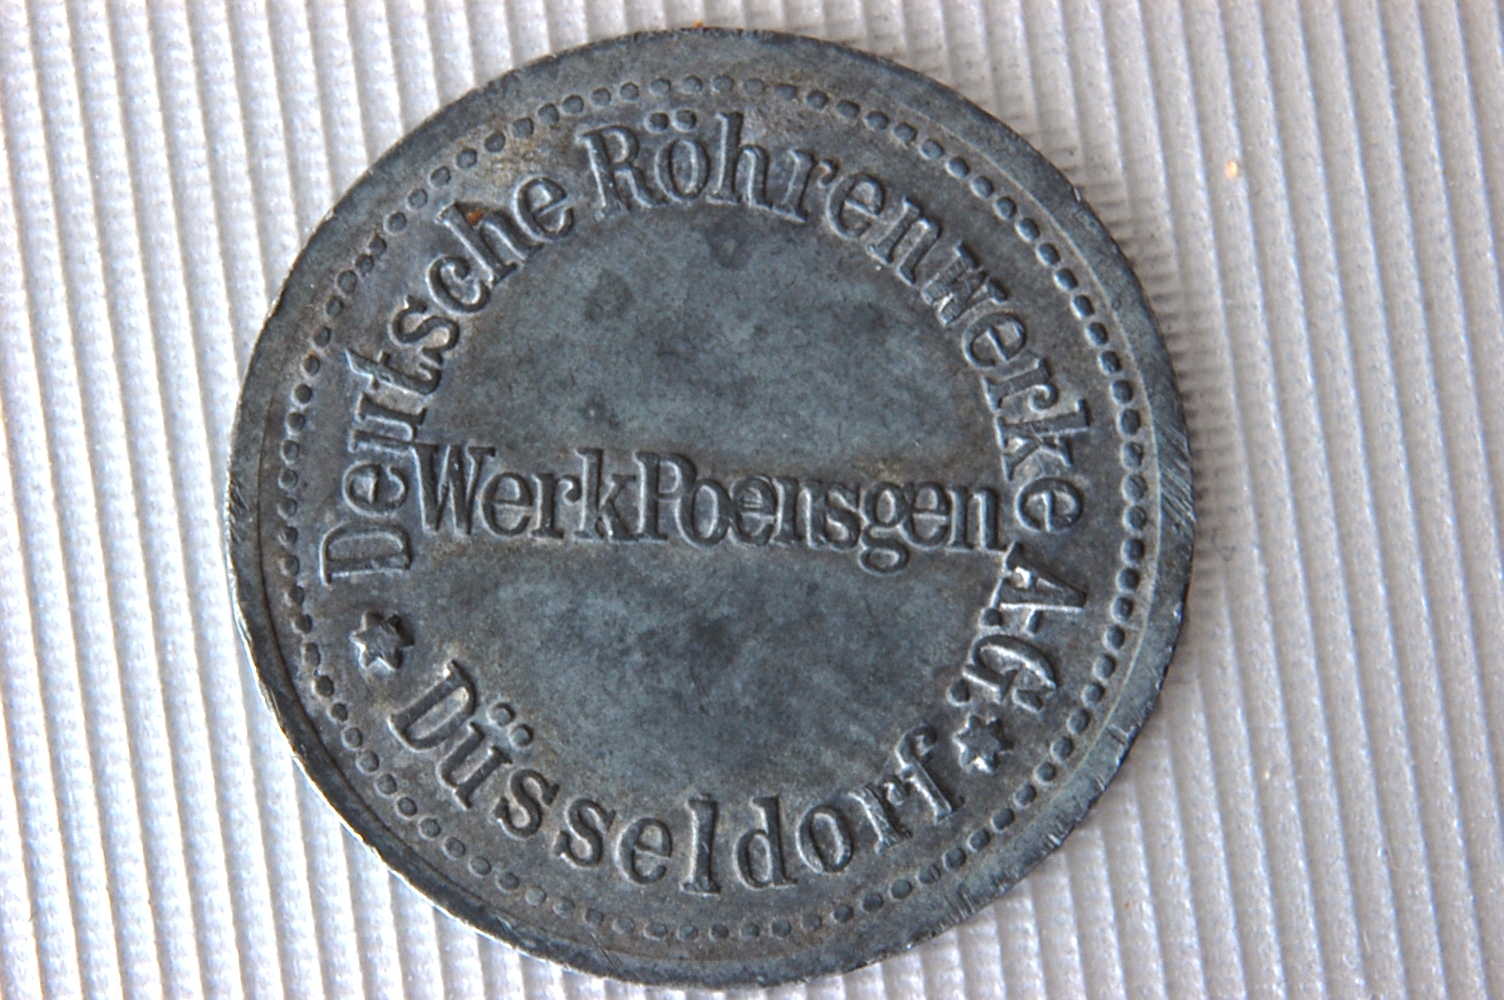 Deutsche Röhrenwerke A-G.
Werk Poensgen
Düsseldorf